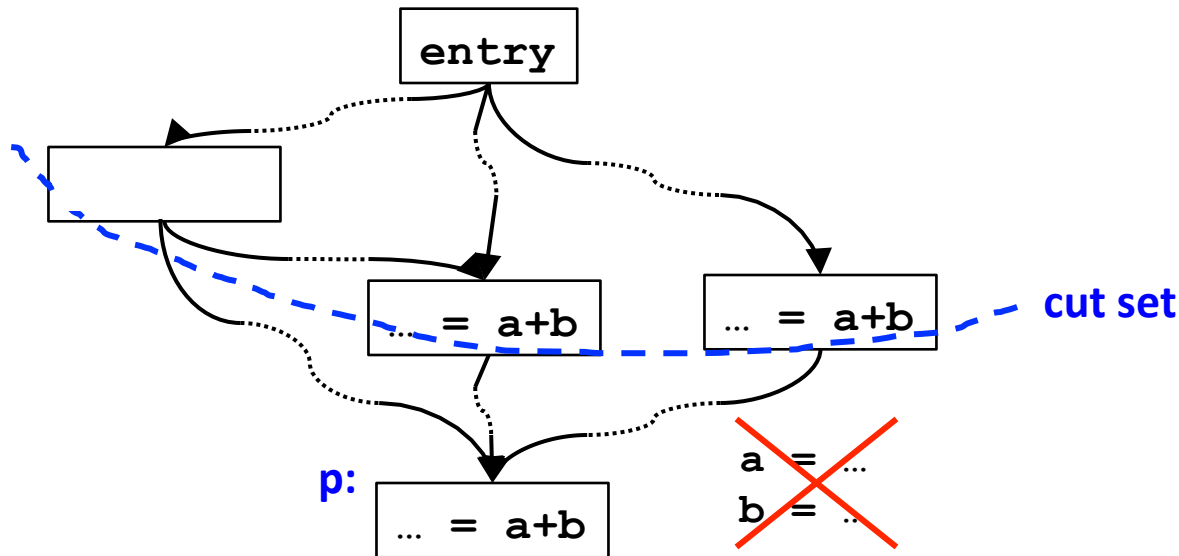 entry
… = a+b
… = a+b
cut set
a = …
b = ..
p:
… = a+b